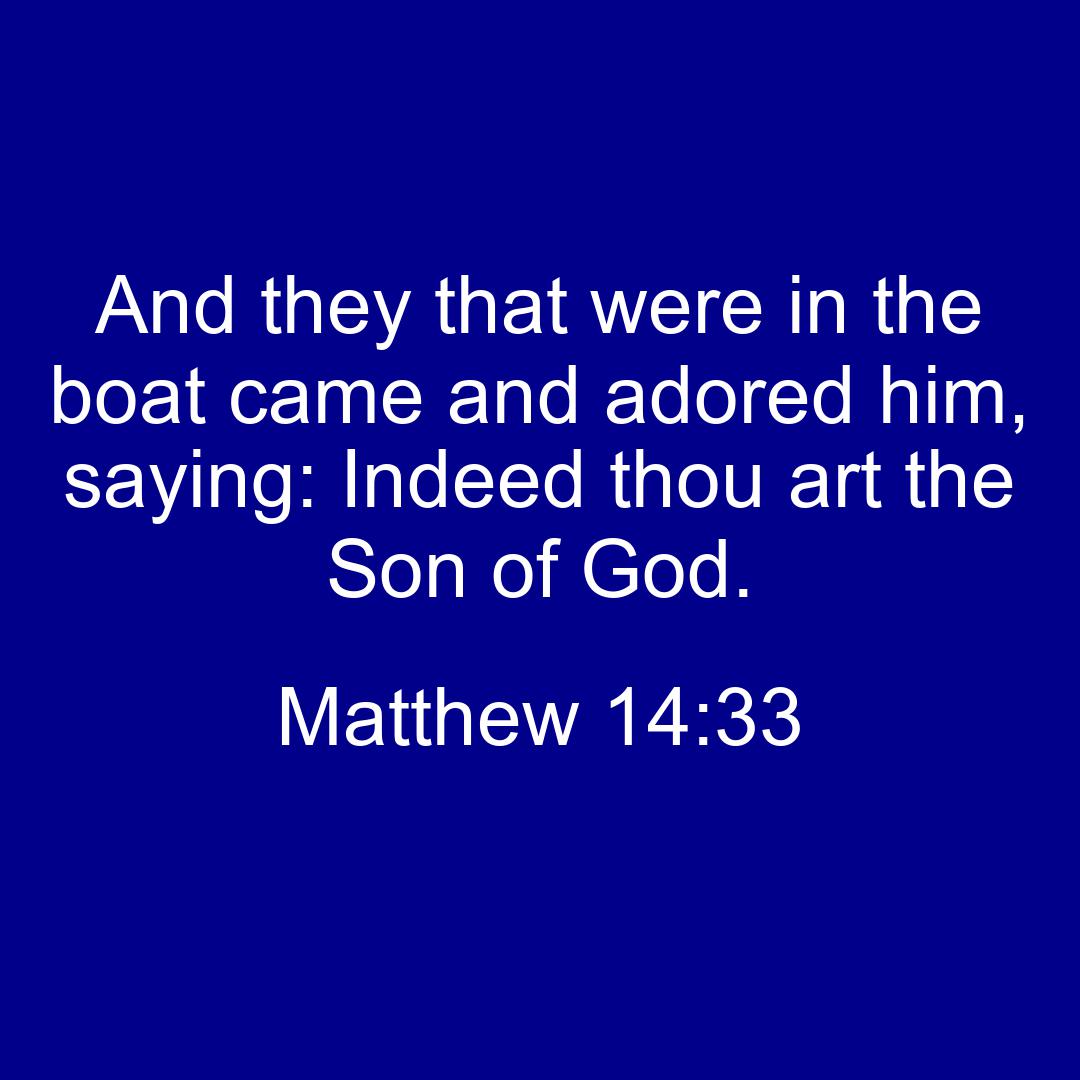 And they that were in the
boat came and adored him,
saying: Indeed thou art the
Son of God.
Matthew 14:33